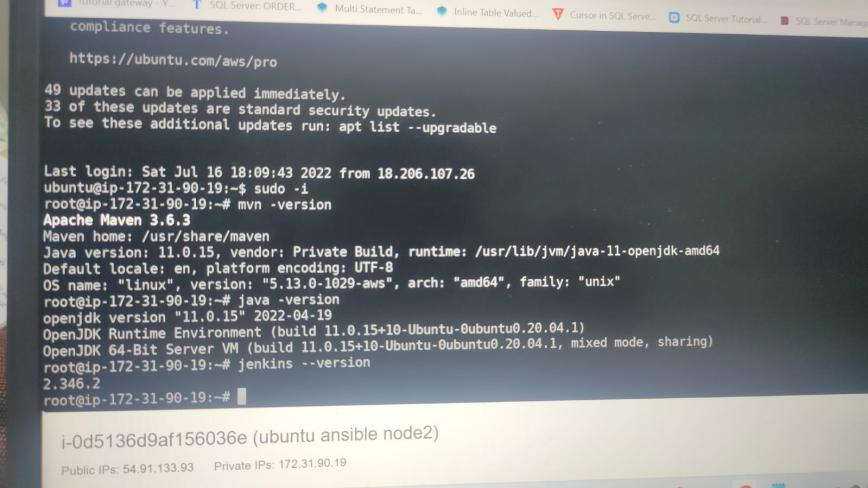 tutorial gateway - Y...
SQL Server: ORDER...
Multi Statement Ta...
Inline Table Valued...
Cursor in SQL Serve...
SQL Server Tutorial...
SQL Server Manag
compliance features.
https://ubuntu.com/aws/pro
49 updates can be applied immediately.
33 of these updates are standard security updates.
To see these additional updates run: apt list --upgradable
Last login: Sat Jul 16 18:09:43 2022 from 18.206.107.26
ubuntu@ip-172-31-90-19:~$ sudo -i
root@ip-172-31-90-19:~# mvn -version
Apache Maven 3.6.3
Maven home: /usr/share/maven
Java version: 11.0.15, vendor: Private Build, runtime: /usr/lib/jvm/java-11-openjdk-amd64
Default locale: en, platform encoding: UTF-8
OS name: "linux", version: "5.13.0-1029-aws", arch: "amd64", family: "unix"
root@ip-172-31-90-19:~# java -version
openjdk version "11.0.15" 2022-04-19
OpenJDK Runtime Environment (build 11.0.15+10-Ubuntu-0ubuntu0.20.04.1)
OpenJDK 64-Bit Server VM (build 11.0.15+10-Ubuntu-0ubuntu0.20.04.1, mixed mode, sharing)
root@ip-172-31-90-19:~# jenkins --version
2.346.2
root@ip-172-31-90-19:~#
i-0d5136d9af156036e (ubuntu ansible node2)
Public IPs: 54.91.133.93 Private IPs: 172.31.90.19